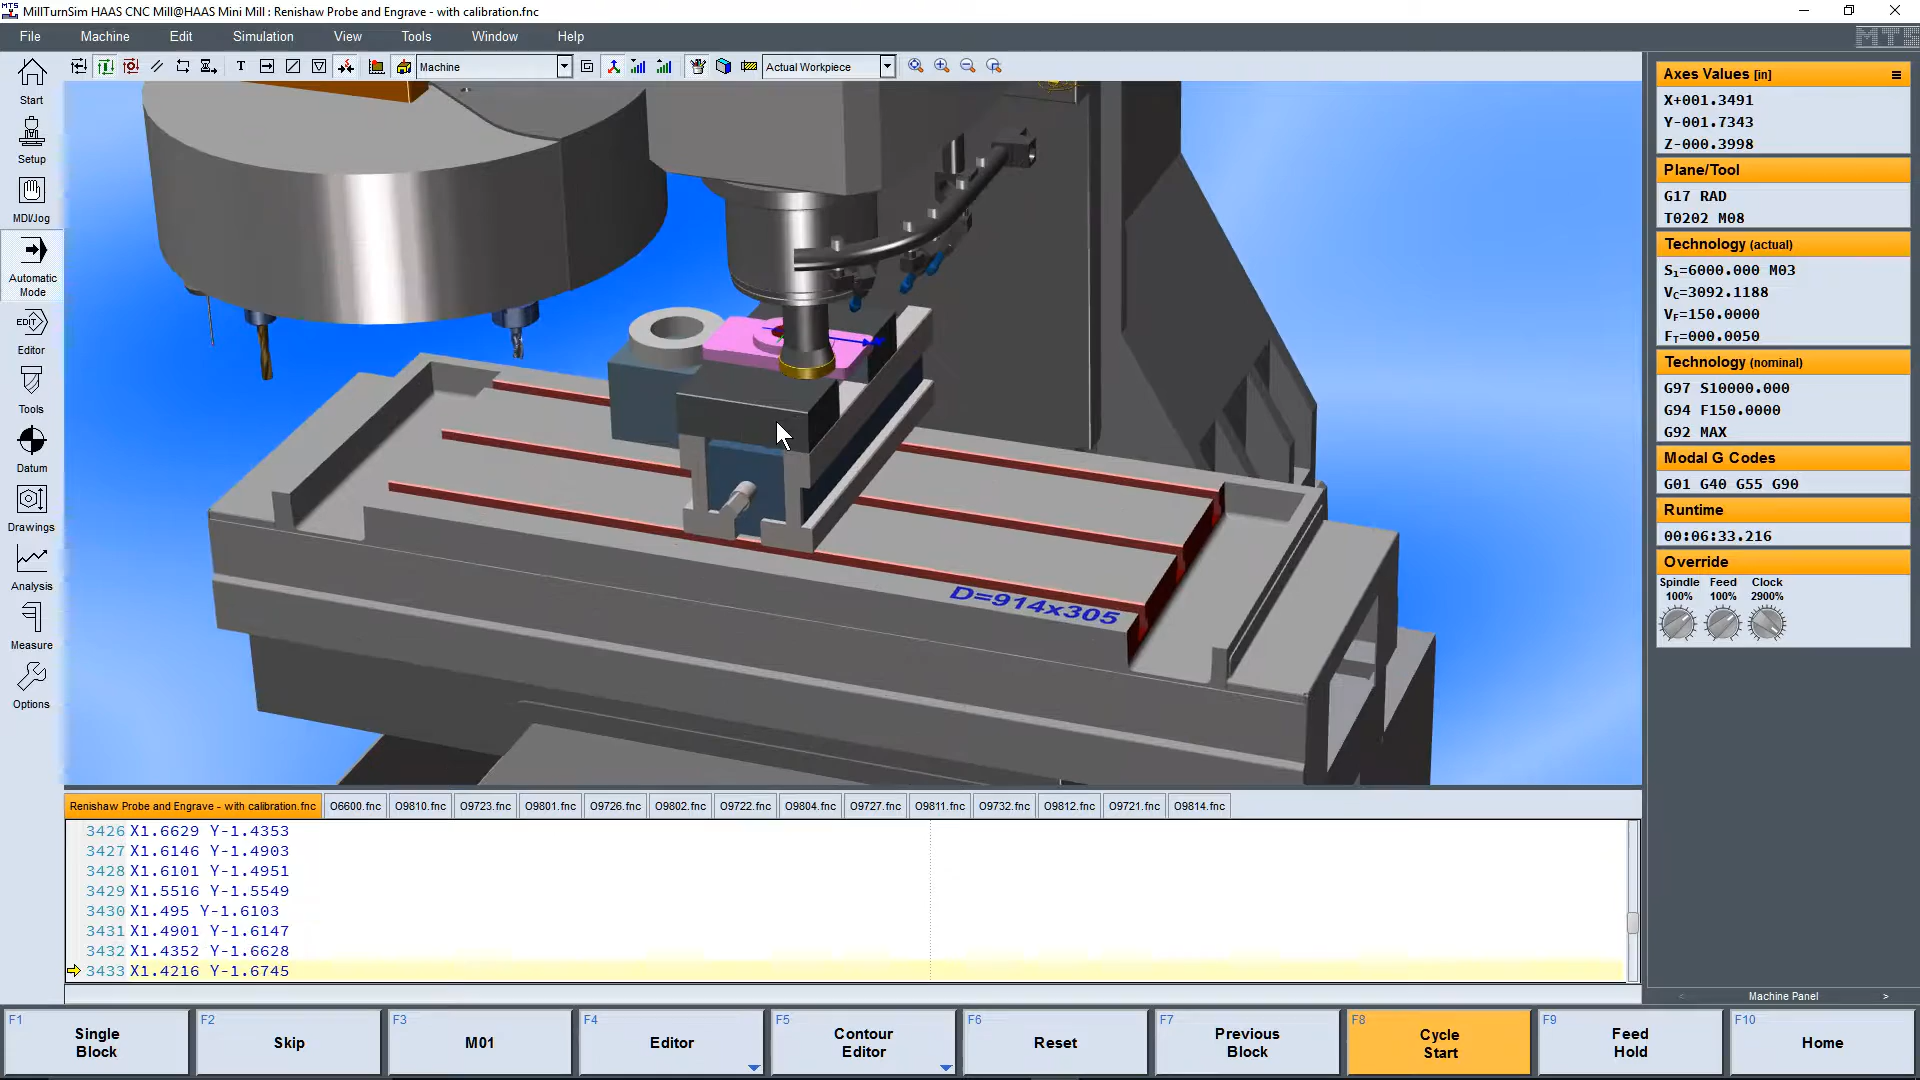 MTS MillTurnSim HAAS CNC Mill@HAAS Mini Mill : Renishaw Probe and Engrave - with calibration.fnc
File Machine Edit Simulation View Tools Window Help
MTS
T Machine Actual Workpiece
Start
Setup
MDI/Jog
Automatic
Mode
EDIT
Editor
Tools
Datum
Drawings
Analysis
Measure
Options
D=914x305
Axes Values [in]
X+001.3491
Y-001.7343
Z-000.3998
Plane/Tool
G17 RAD
T0202 M08
Technology (actual)
S1=6000.000 M03
VC=3092.1188
VF=150.0000
FT=000.0050
Technology (nominal)
G97 S10000.000
G94 F150.0000
G92 MAX
Modal G Codes
G01 G40 G55 G90
Runtime
00:06:33.216
Override
Spindle Feed Clock
100% 100% 2900%
Renishaw Probe and Engrave - with calibration.fnc O6600.fnc O9810.fnc O9723.fnc O9801.fnc O9726.fnc O9802.fnc O9722.fnc O9804.fnc O9727.fnc O9811.fnc O9732.fnc O9812.fnc O9721.fnc O9814.fnc
3426 X1.6629 Y-1.4353
3427 X1.6146 Y-1.4903
3428 X1.6101 Y-1.4951
3429 X1.5516 Y-1.5549
3430 X1.495 Y-1.6103
3431 X1.4901 Y-1.6147
3432 X1.4352 Y-1.6628
3433 X1.4216 Y-1.6745
< Machine Panel >
F1 Single Block
F2 Skip
F3 M01
F4 Editor
F5 Contour Editor
F6 Reset
F7 Previous Block
F8 Cycle Start
F9 Feed Hold
F10 Home